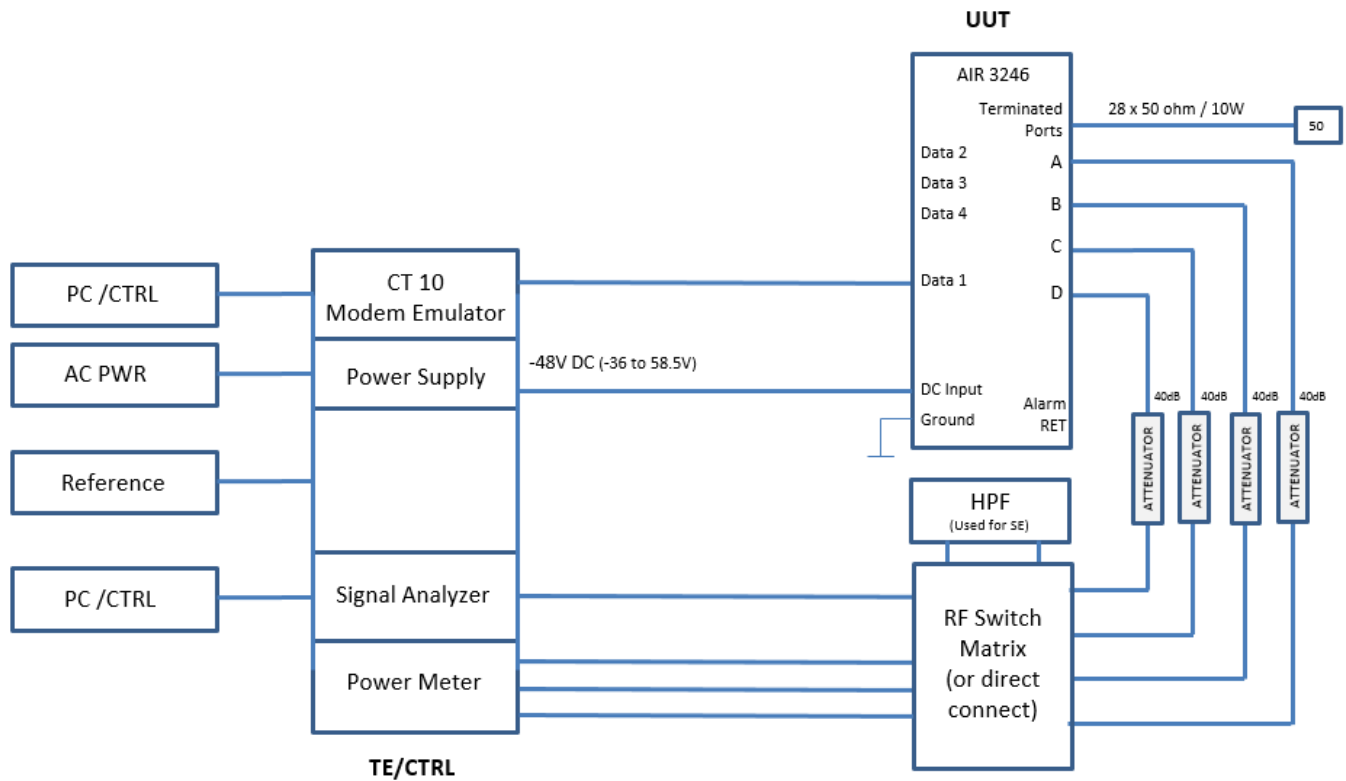 UUT
AIR 3246
Terminated
Ports
28 x 50 ohm / 10W
50
Data 2
Data 3
Data 4
Data 1
A
B
C
D
DC Input
Ground
Alarm
RET
PC /CTRL
AC PWR
Reference
PC /CTRL
CT 10
Modem Emulator
Power Supply
-48V DC (-36 to 58.5V)
Signal Analyzer
Power Meter
TE/CTRL
40dB
40dB
40dB
40dB
ATTENUATOR
ATTENUATOR
ATTENUATOR
ATTENUATOR
HPF
(Used for SE)
RF Switch
Matrix
(or direct
connect)